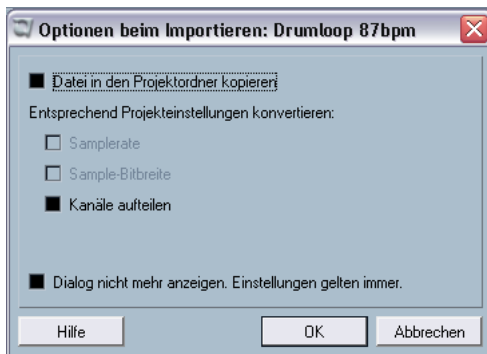 Optionen beim Importieren: Drumloop 87bpm
Datei in den Projektordner kopieren
Entsprechend Projekteinstellungen konvertieren:
Samplerate
Sample-Bitbreite
Kanäle aufteilen
Dialog nicht mehr anzeigen. Einstellungen gelten immer.
Hilfe OK Abbrechen